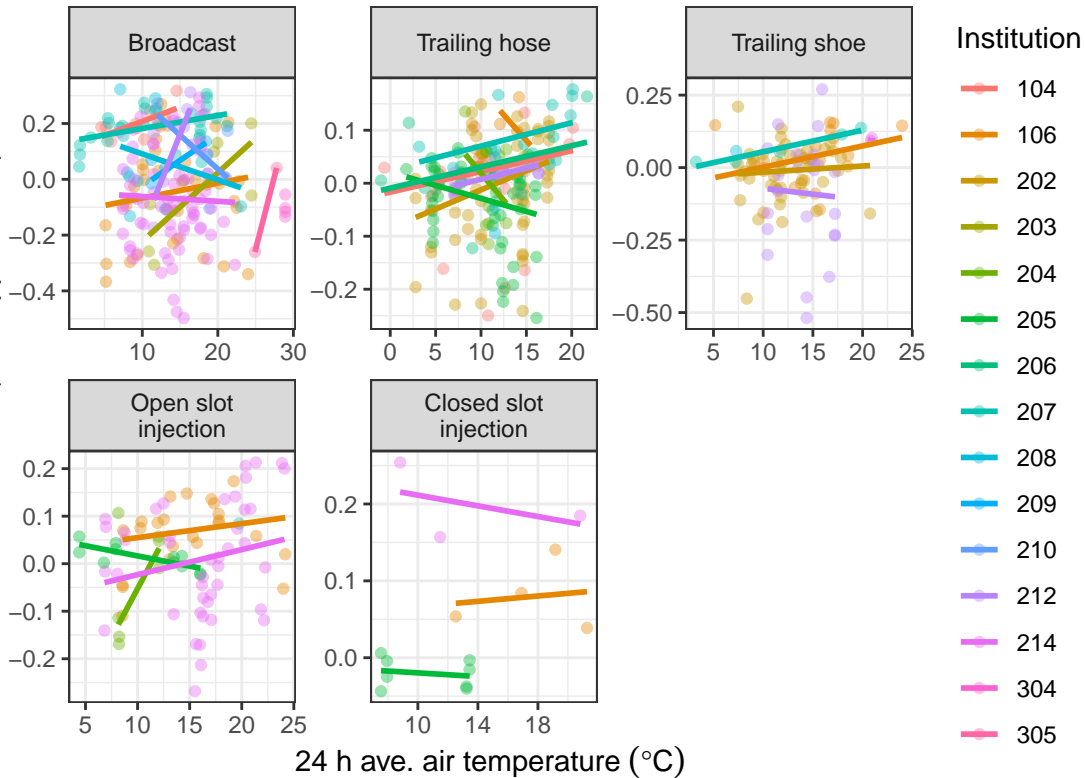 Broadcast
Trailing hose
Trailing shoe
Institution
0.2
0.0
−0.2
−0.4
10 20 30
0.1
0.0
−0.1
−0.2
0 5 10 15 20
0.25
0.00
−0.25
−0.50
5 10 15 20 25
Open slot
injection
Closed slot
injection
0.2
0.1
0.0
−0.1
−0.2
5 10 15 20 25
0.2
0.1
0.0
10 14 18
24 h ave. air temperature (°C)
104
106
202
203
204
205
206
207
208
209
210
212
214
304
305